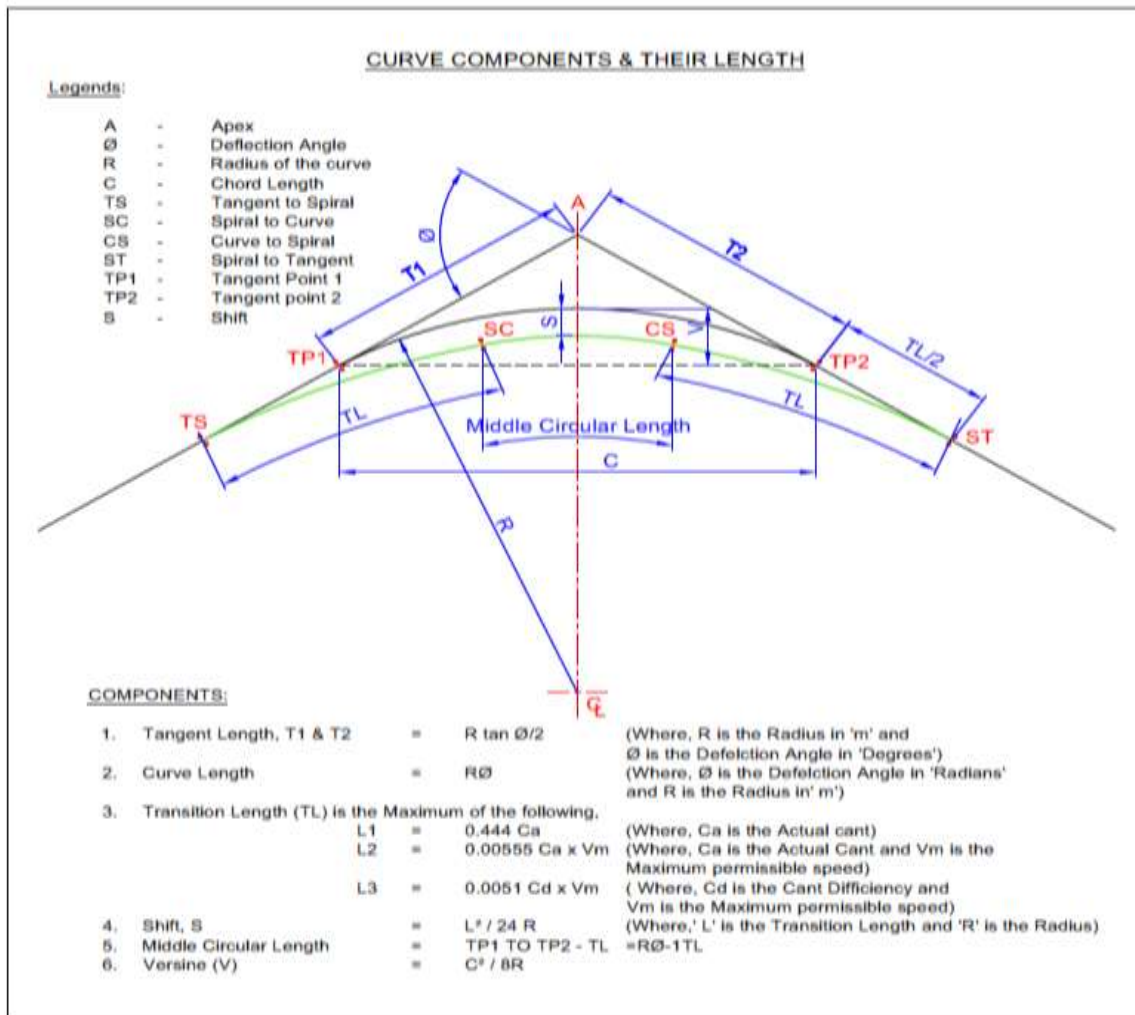 CURVE COMPONENTS & THEIR LENGTH
Legends:
A - Apex
Ø - Deflection Angle
R - Radius of the curve
C - Chord Length
TS - Tangent to Spiral
SC - Spiral to Curve
CS - Curve to Spiral
ST - Spiral to Tangent
TP1 - Tangent Point 1
TP2 - Tangent point 2
S - Shift
A
Ø
T1
T2
S
V
SC
CS
TP1
TP2
TL/2
TS
TL
TL
ST
Middle Circular Length
C
R
C L
COMPONENTS:
1. Tangent Length, T1 & T2 = R tan Ø/2 (Where, R is the Radius in 'm' and
Ø is the Defelction Angle in 'Degrees')
2. Curve Length = RØ (Where, Ø is the Defelction Angle in 'Radians'
and R is the Radius in' m')
3. Transition Length (TL) is the Maximum of the following,
L1 = 0.444 Ca (Where, Ca is the Actual cant)
L2 = 0.00555 Ca x Vm (Where, Ca is the Actual Cant and Vm is the
Maximum permissible speed)
L3 = 0.0051 Cd x Vm ( Where, Cd is the Cant Difficiency and
Vm is the Maximum permissible speed)
4. Shift, S = L² / 24 R (Where,' L' is the Transition Length and 'R' is the Radius)
5. Middle Circular Length = TP1 TO TP2 - TL =RØ-1TL
6. Versine (V) = C² / 8R